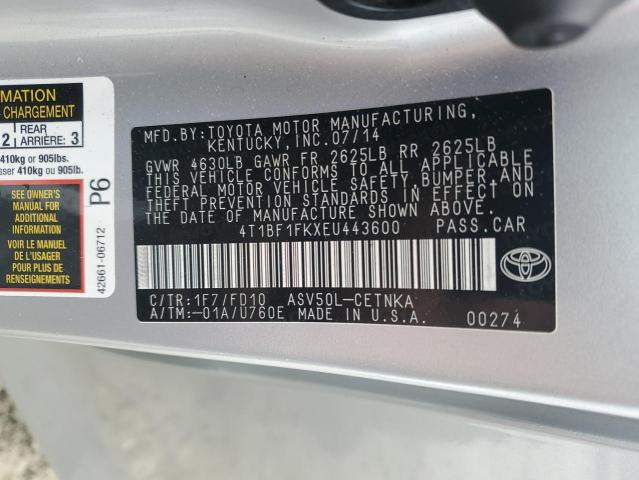 MATION
CHARGEMENT
2 REAR ARRIÈRE: 3
410kg or 905lbs.
sser 410kg ou 905lb.
SEE OWNER'S
MANUAL FOR
ADDITIONAL
INFORMATION
VOIR LE MANUEL
DE L'USAGER
POUR PLUS DE
RENSEIGNEMENTS
P6
42661-06712
MFD.BY:TOYOTA MOTOR MANUFACTURING,
KENTUCKY, INC.07/14
GVWR 4630LB GAWR FR 2625LB RR 2625LB
THIS VEHICLE CONFORMS TO ALL APPLICABLE
FEDERAL MOTOR VEHICLE SAFETY,BUMPER,AND
THEFT PREVENTION STANDARDS IN EFFECT ON
THE DATE OF MANUFACTURE SHOWN ABOVE.
4T1BF1FKXEU443600 PASS.CAR
C/TR:1F7/FD10 ASV50L-CETNKA
A/TM:-01A/U760E MADE IN U.S.A. 00274
TOYOTA